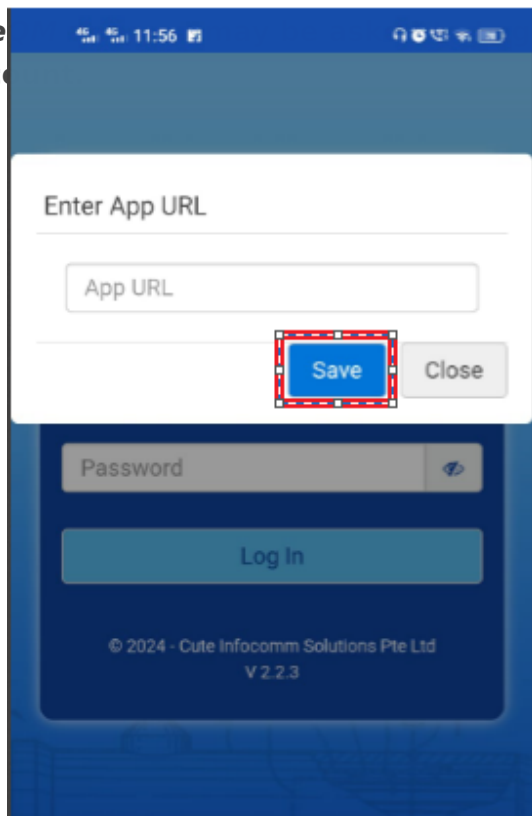 11:56
Enter App URL
App URL
Save Close
Password
Log In
© 2024 - Cute Infocomm Solutions Pte Ltd
V 2.2.3